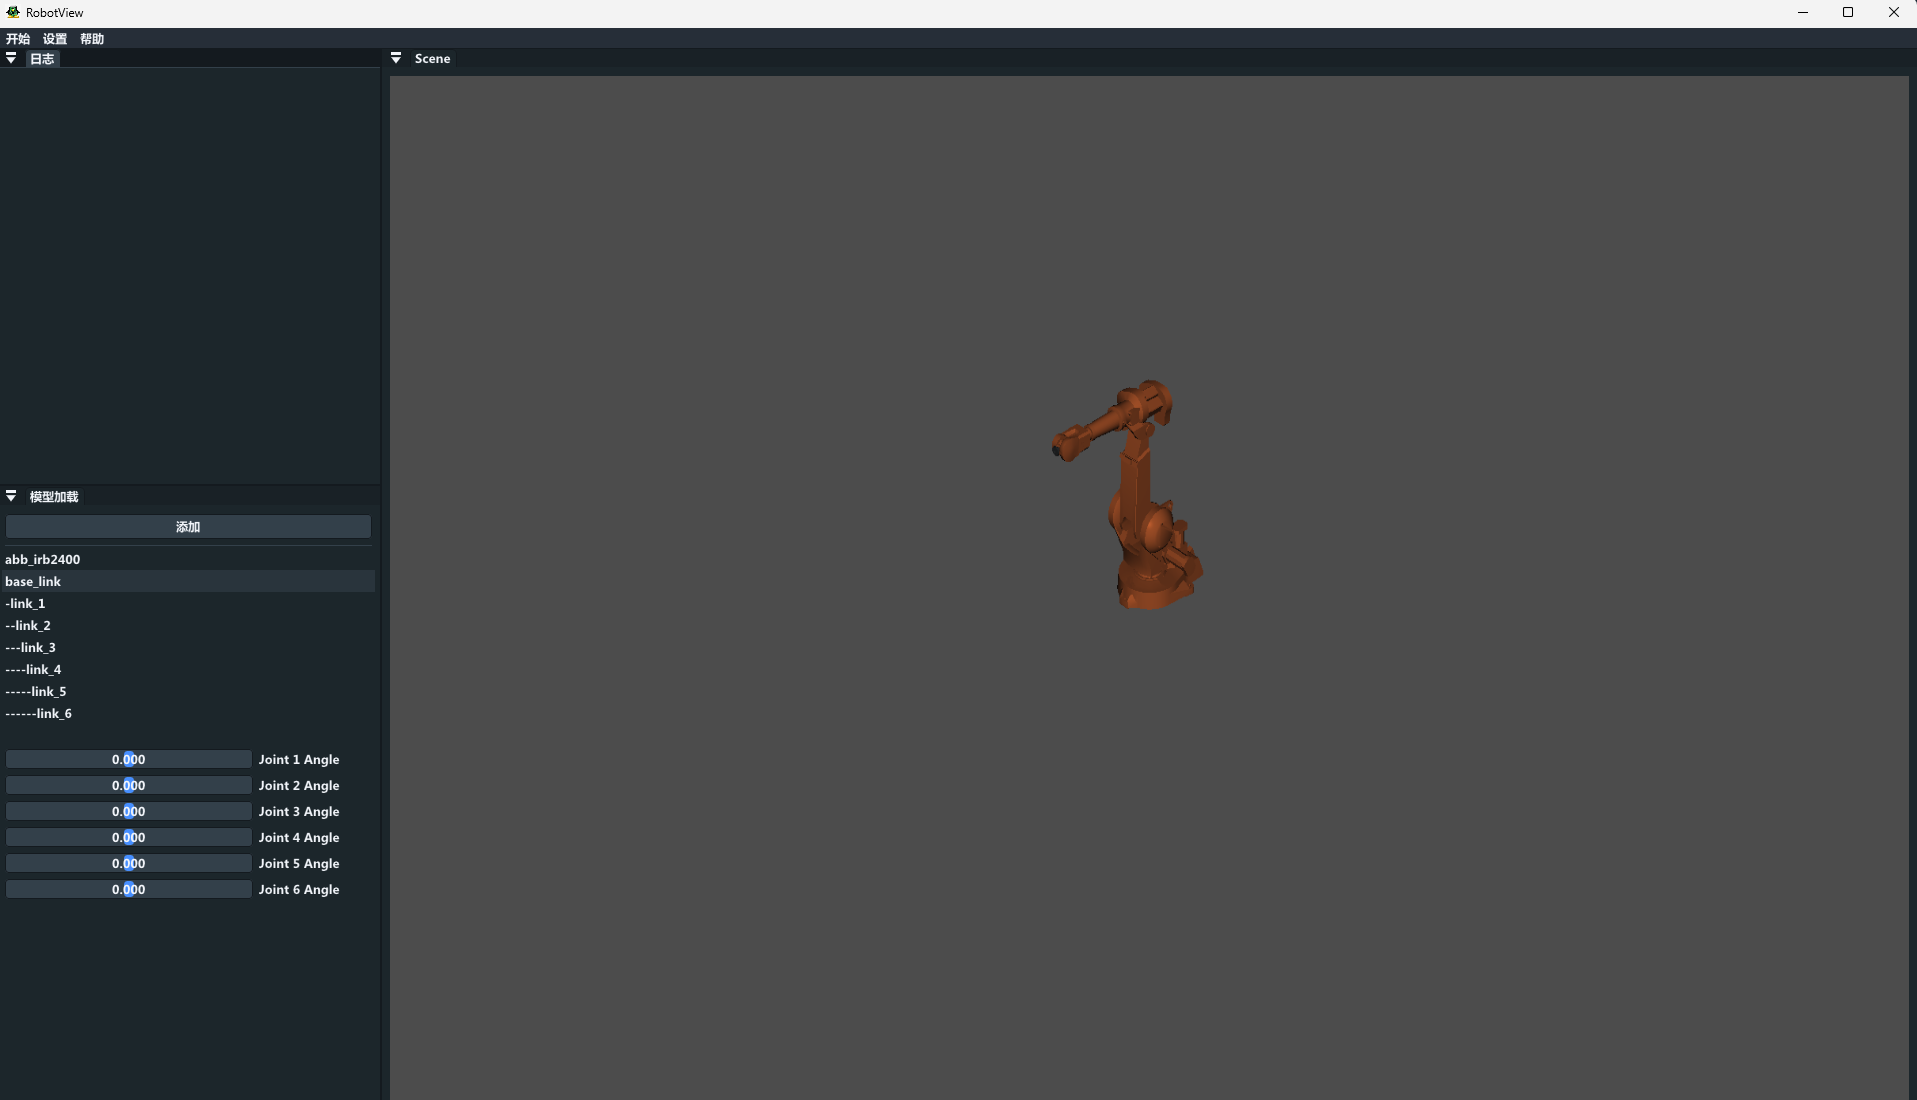 RobotView
开始 设置 帮助
日志
Scene
模型加载
添加
abb_irb2400
base_link
-link_1
--link_2
---link_3
----link_4
-----link_5
------link_6
0.000 Joint 1 Angle
0.000 Joint 2 Angle
0.000 Joint 3 Angle
0.000 Joint 4 Angle
0.000 Joint 5 Angle
0.000 Joint 6 Angle